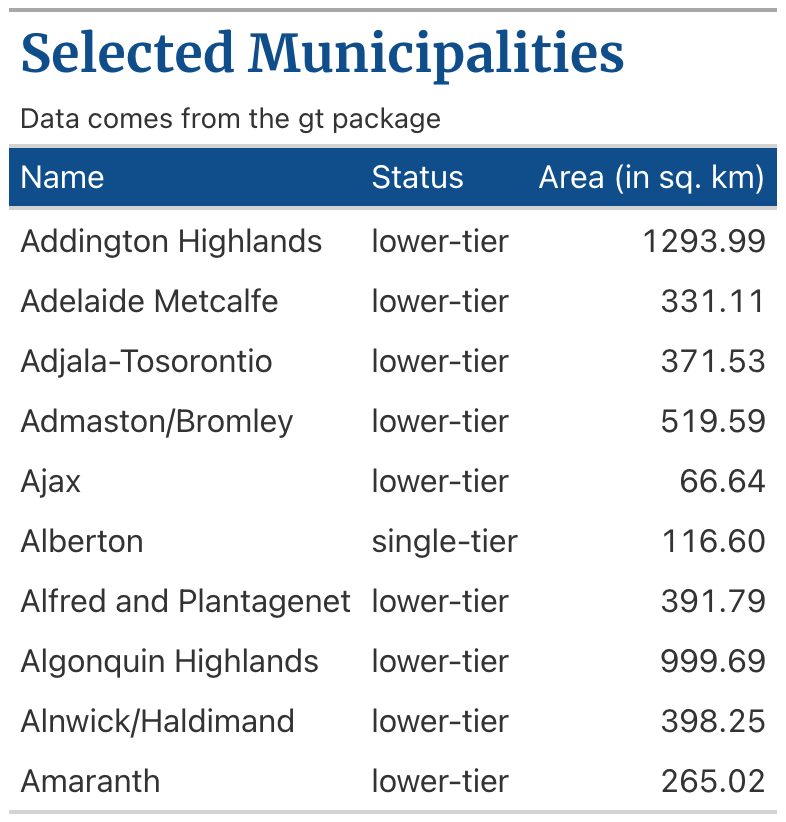 Selected Municipalities
Data comes from the gt package
Name Status Area (in sq. km)
Addington Highlands lower-tier 1293.99
Adelaide Metcalfe lower-tier 331.11
Adjala-Tosorontio lower-tier 371.53
Admaston/Bromley lower-tier 519.59
Ajax lower-tier 66.64
Alberton single-tier 116.60
Alfred and Plantagenet lower-tier 391.79
Algonquin Highlands lower-tier 999.69
Alnwick/Haldimand lower-tier 398.25
Amaranth lower-tier 265.02